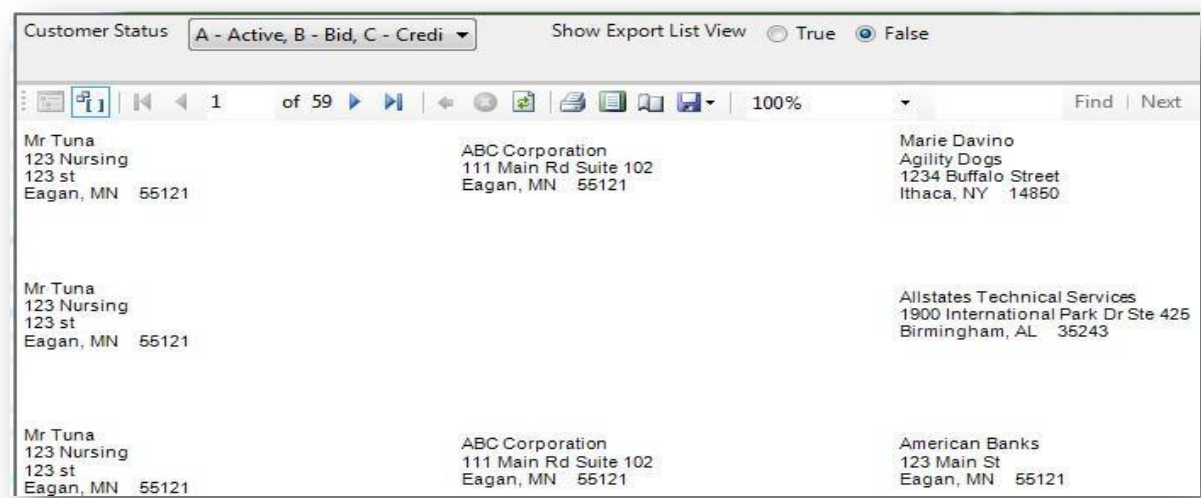 Customer Status A - Active, B - Bid, C - Credi Show Export List View True False
1 of 59 100% Find | Next
Mr Tuna
123 Nursing
123 st
Eagan, MN 55121
ABC Corporation
111 Main Rd Suite 102
Eagan, MN 55121
Marie Davino
Agility Dogs
1234 Buffalo Street
Ithaca, NY 14850
Mr Tuna
123 Nursing
123 st
Eagan, MN 55121
Allstates Technical Services
1900 International Park Dr Ste 425
Birmingham, AL 35243
Mr Tuna
123 Nursing
123 st
Eagan, MN 55121
ABC Corporation
111 Main Rd Suite 102
Eagan, MN 55121
American Banks
123 Main St
Eagan, MN 55121